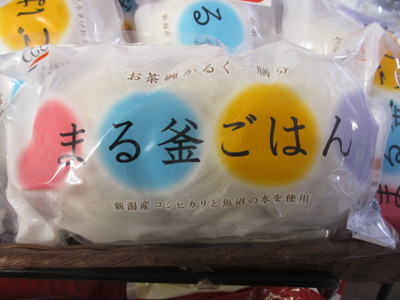 CGC
お茶碗かるく一膳分
まる釜ごはん
新潟産コシヒカリと魚沼の水を使用